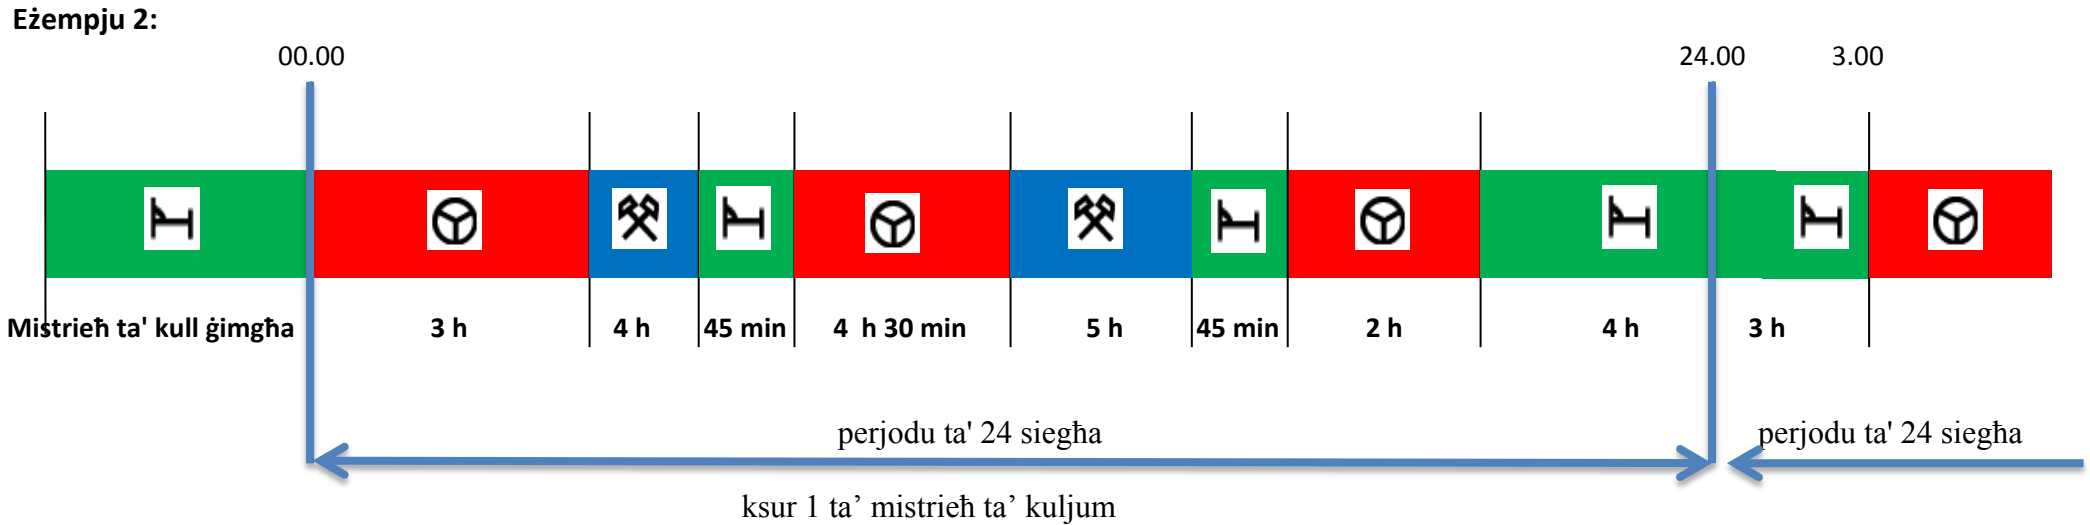 Eżempju 2:
00.00 24.00 3.00
Mistrieħ ta' kull ġimgħa 3 h 4 h 45 min 4 h 30 min 5 h 45 min 2 h 4 h 3 h
perjodu ta' 24 siegħa perjodu ta' 24 siegħa
ksur 1 ta’ mistrieħ ta’ kuljum